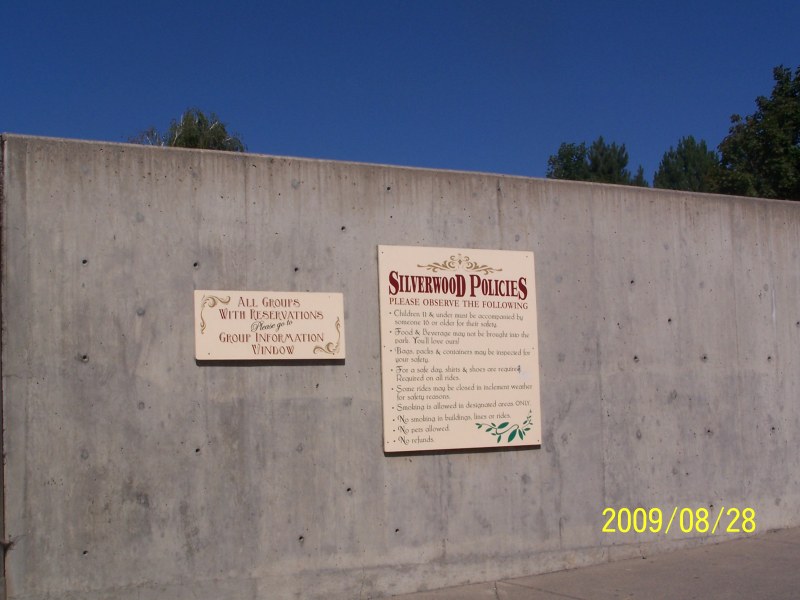 ALL GROUPS
WITH RESERVATIONS
Please go to
GROUP INFORMATION
WINDOW
SILVERWOOD POLICIES
PLEASE OBSERVE THE FOLLOWING
• Children 11 & under must be accompanied by
someone 16 or older for their safety.
• Food & Beverage may not be brought into the
park. You'll love ours!
• Bags, packs & containers may be inspected for
your safety.
• For a safe day, shirts & shoes are required.
Required on all rides.
• Some rides may be closed in inclement weather
for safety reasons.
• Smoking is allowed in designated areas ONLY.
• No smoking in buildings, lines or rides.
• No pets allowed.
• No refunds.
2009/08/28